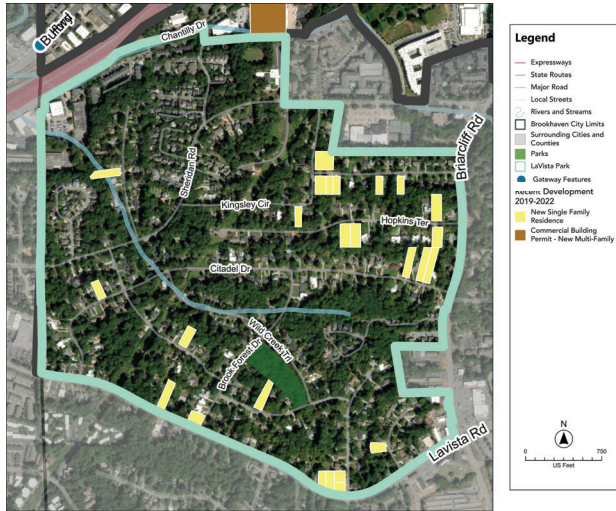 Chantilly Dr
Sheridan Rd
Briarcliff Rd
Kingsley Cir
Hopkins Ter
Citadel Dr
Wild Creek Trl
Brook Forest Dr
Lavista Rd
Legend
Expressways
State Routes
Major Road
Local Streets
Rivers and Streams
Brookhaven City Limits
Surrounding Cities and
Counties
Parks
LaVista Park
Gateway Features
Recent Development
2019-2022
New Single Family
Residence
Commercial Building
Permit - New Multi-Family
N
0
750
US Feet